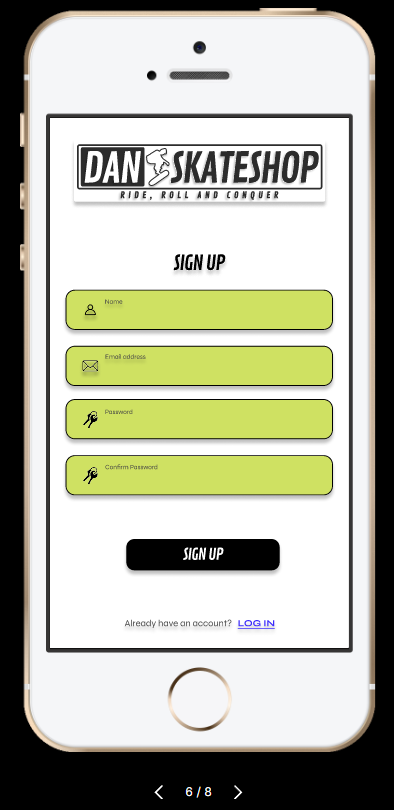 DAN SKATESHOP
RIDE, ROLL AND CONQUER
SIGN UP
Name
Email address
Password
Confirm Password
SIGN UP
Already have an account? LOG IN
6 / 8